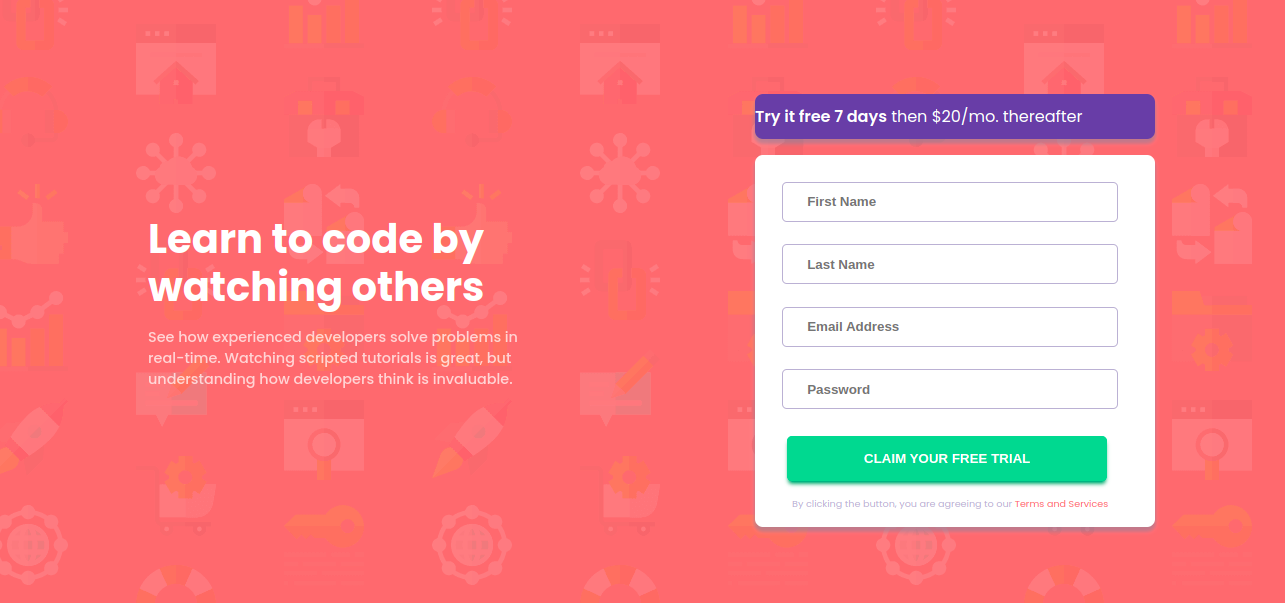 Learn to code by
watching others
See how experienced developers solve problems in
real-time. Watching scripted tutorials is great, but
understanding how developers think is invaluable.
Try it free 7 days then $20/mo. thereafter
First Name
Last Name
Email Address
Password
CLAIM YOUR FREE TRIAL
By clicking the button, you are agreeing to our Terms and Services